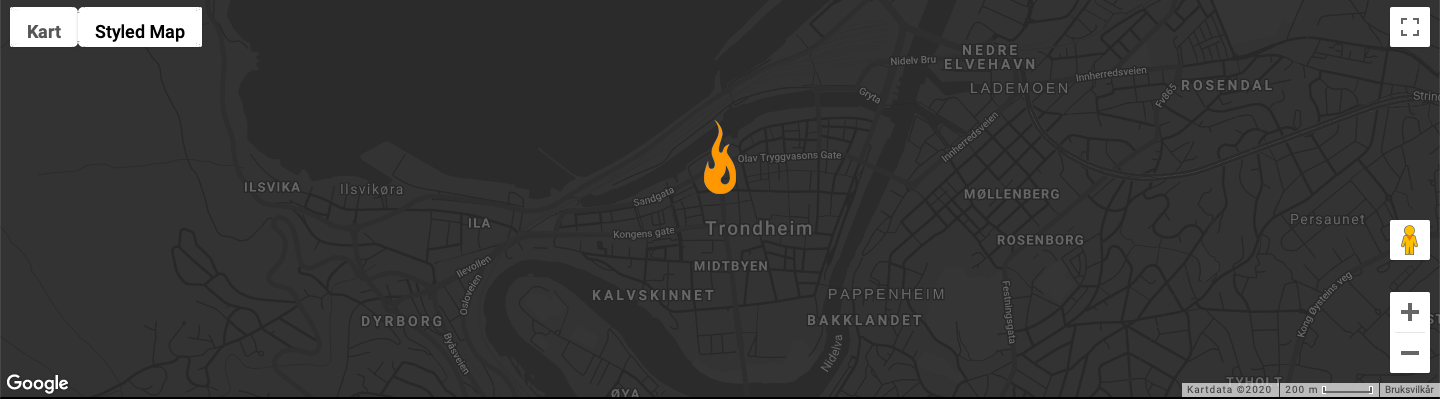 Kart
Styled Map
NEDRE
ELVEHAVN
Nidelv Bru
Innherredsveien
LADEMOEN
ROSENDAL
Gryta
Fv865
Innherredsveien
Olav Tryggvasons Gate
ILSVIKA
Ilsvikøra
Sandgata
MØLLENBERG
ILA
Kongens gate
Trondheim
Persaunet
ROSENBORG
Ilevollen
MIDTBYEN
Osloveien
KALVSKINNET
PAPPENHEIM
Festningsgata
Kong Øysteins veg
DYRBORG
BAKKLANDET
Byåsveien
Nidelva
TYHOLT
ØYA
Google
Kartdata ©2020
200 m
Bruksvilkår